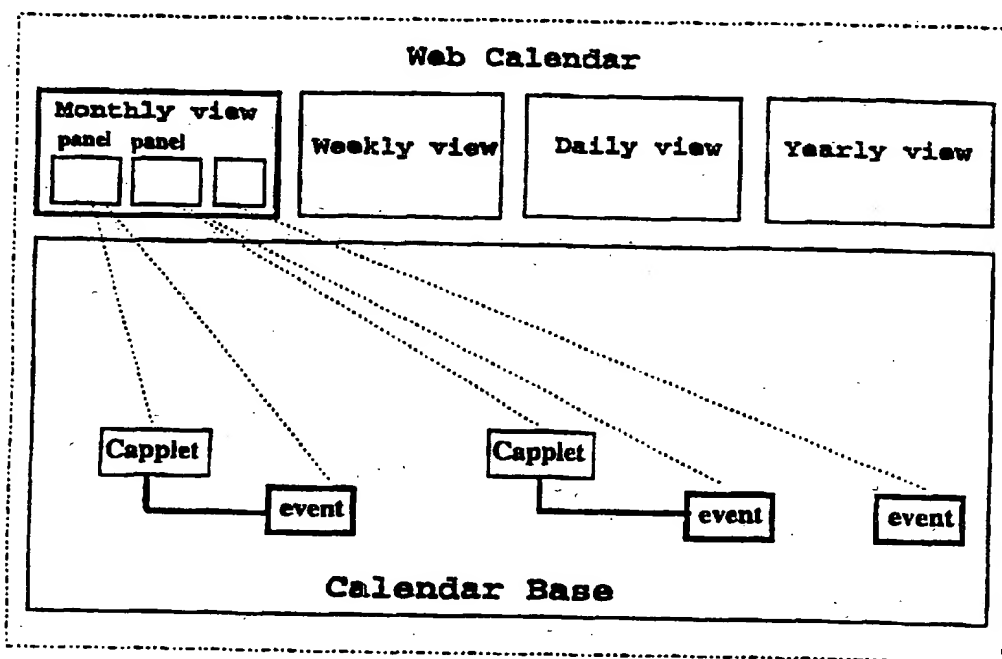 Web Calendar
Monthly view
panel panel
Weekly view
Daily view
Yearly view
Capplet
Capplet
event
event
event
Calendar Base